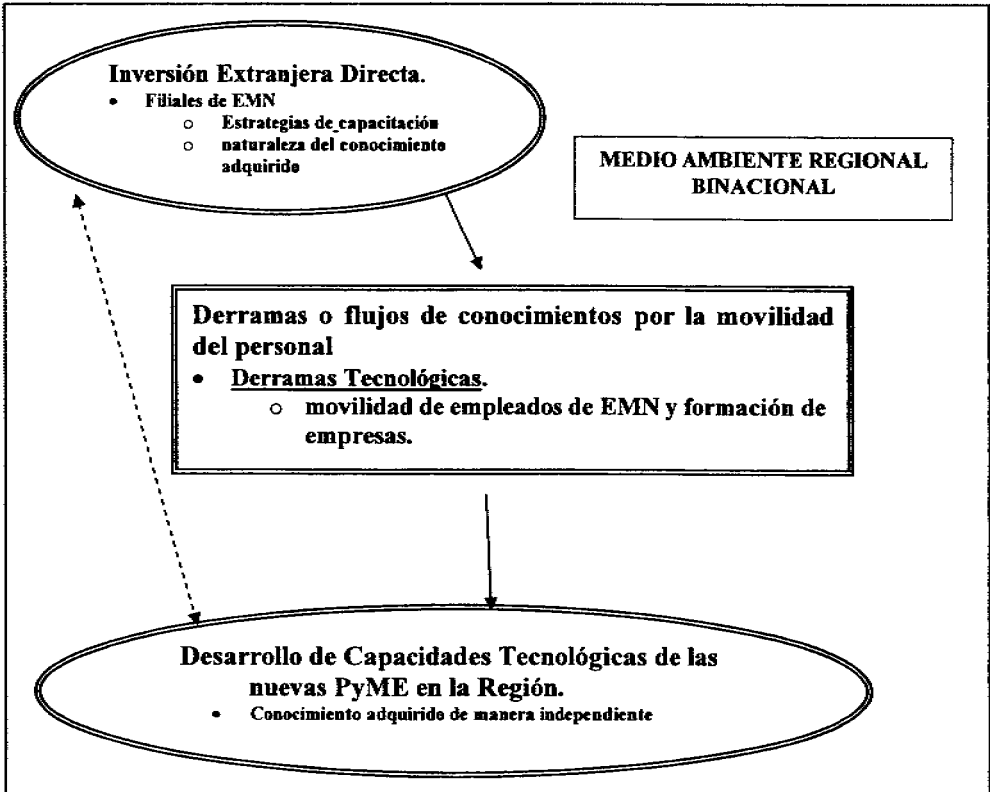 Inversión Extranjera Directa.
• Filiales de EMN
○ Estrategias de capacitación
○ naturaleza del conocimiento
adquirido
MEDIO AMBIENTE REGIONAL
BINACIONAL
Derramas o flujos de conocimientos por la movilidad
del personal
• Derramas Tecnológicas.
○ movilidad de empleados de EMN y formación de
empresas.
Desarrollo de Capacidades Tecnológicas de las
nuevas PyME en la Región.
• Conocimiento adquirido de manera independiente